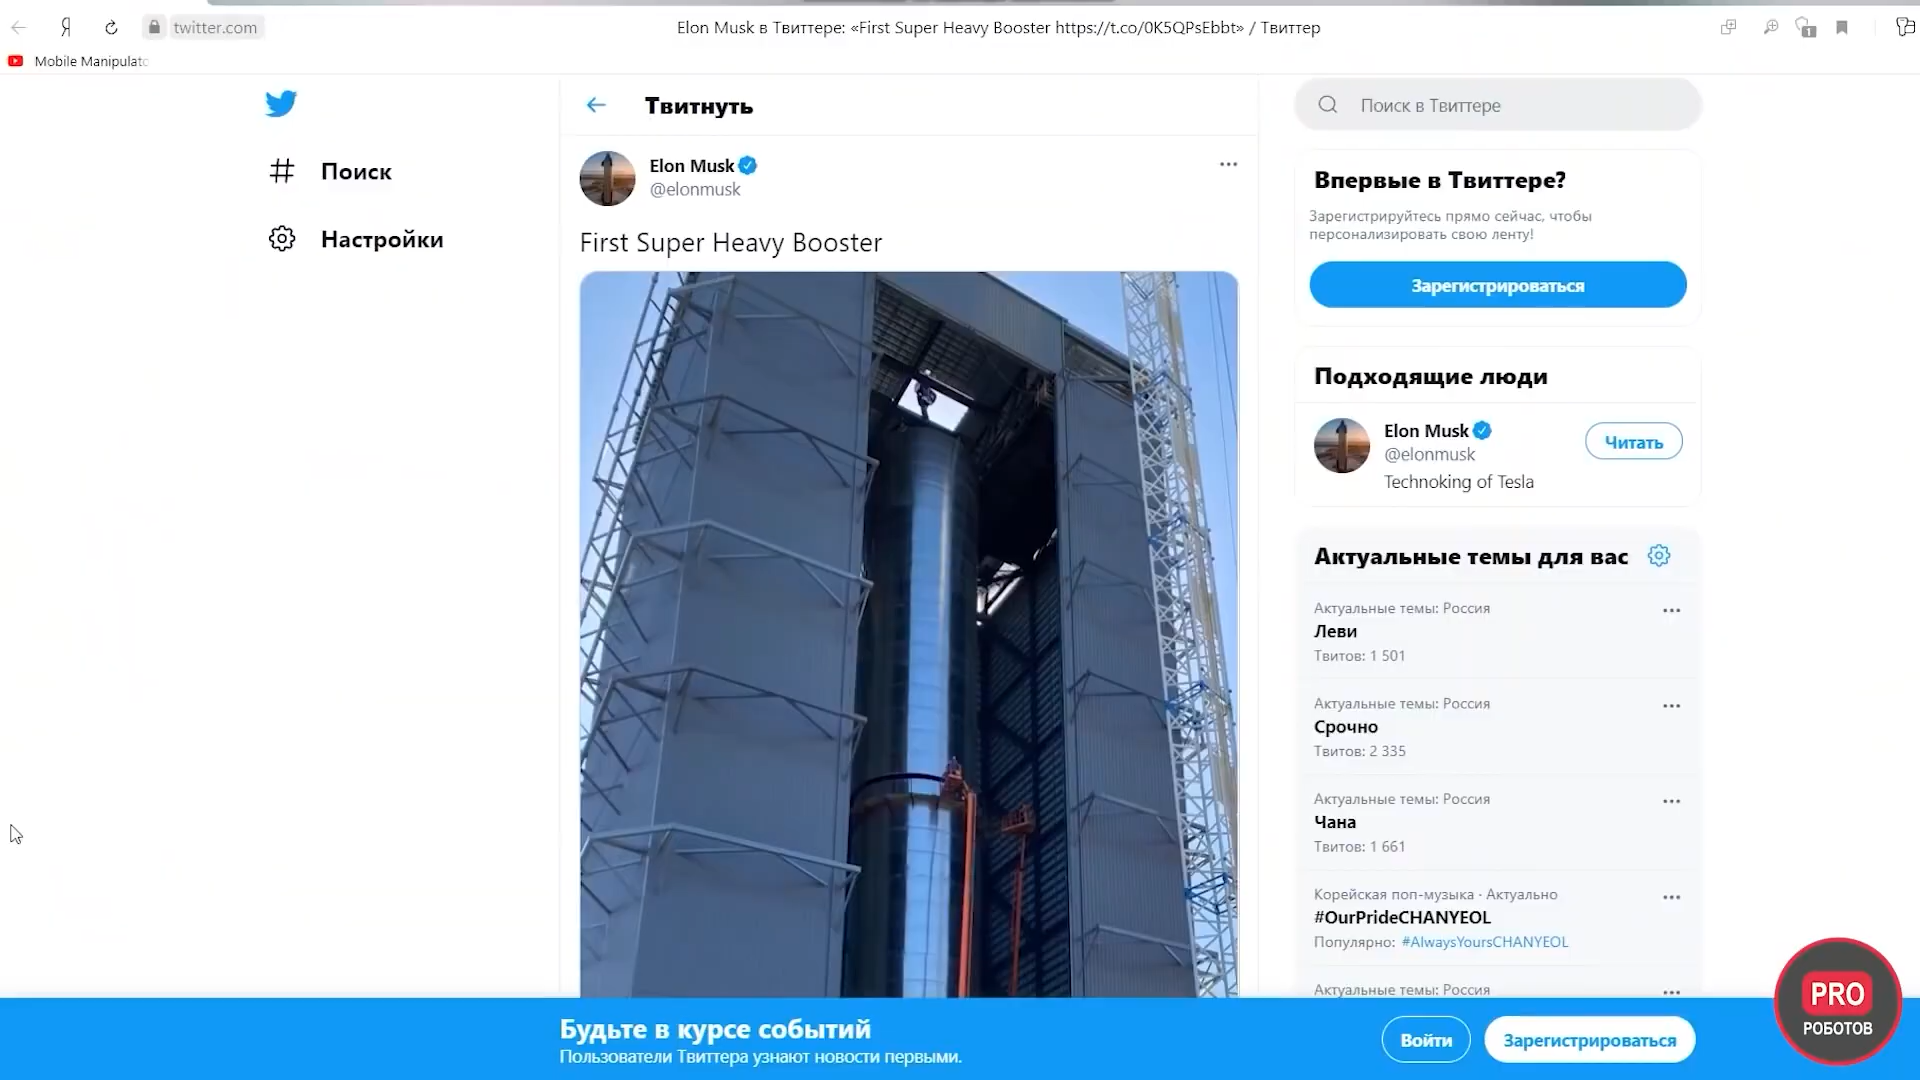 twitter.com
Elon Musk в Твиттере: «First Super Heavy Booster https://t.co/0K5QPsEbbt» / Твиттер
1
Mobile Manipulato
Поиск
Настройки
Твитнуть
Elon Musk
@elonmusk
First Super Heavy Booster
Поиск в Твиттере
Впервые в Твиттере?
Зарегистрируйтесь прямо сейчас, чтобы
персонализировать свою ленту!
Зарегистрироваться
Подходящие люди
Elon Musk
@elonmusk
Technoking of Tesla
Читать
Актуальные темы для вас
Актуальные темы: Россия
Леви
Твитов: 1 501
Актуальные темы: Россия
Срочно
Твитов: 2 335
Актуальные темы: Россия
Чана
Твитов: 1 661
Корейская поп-музыка · Актуально
#OurPrideCHANYEOL
Популярно: #AlwaysYoursCHANYEOL
Актуальные темы: Россия
Будьте в курсе событий
Пользователи Твиттера узнают новости первыми.
Войти
Зарегистрироваться
PRO
РОБОТОВ